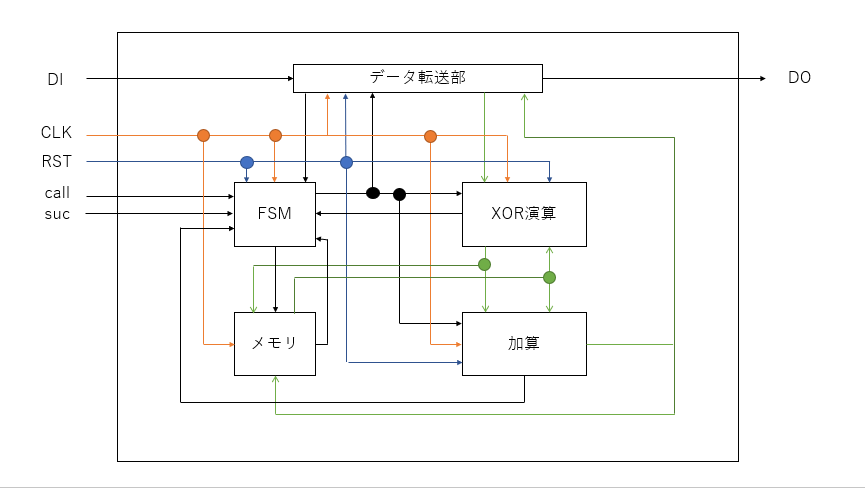 データ転送部
DI
DO
CLK
RST
call
suc
FSM
XOR演算
メモリ
加算